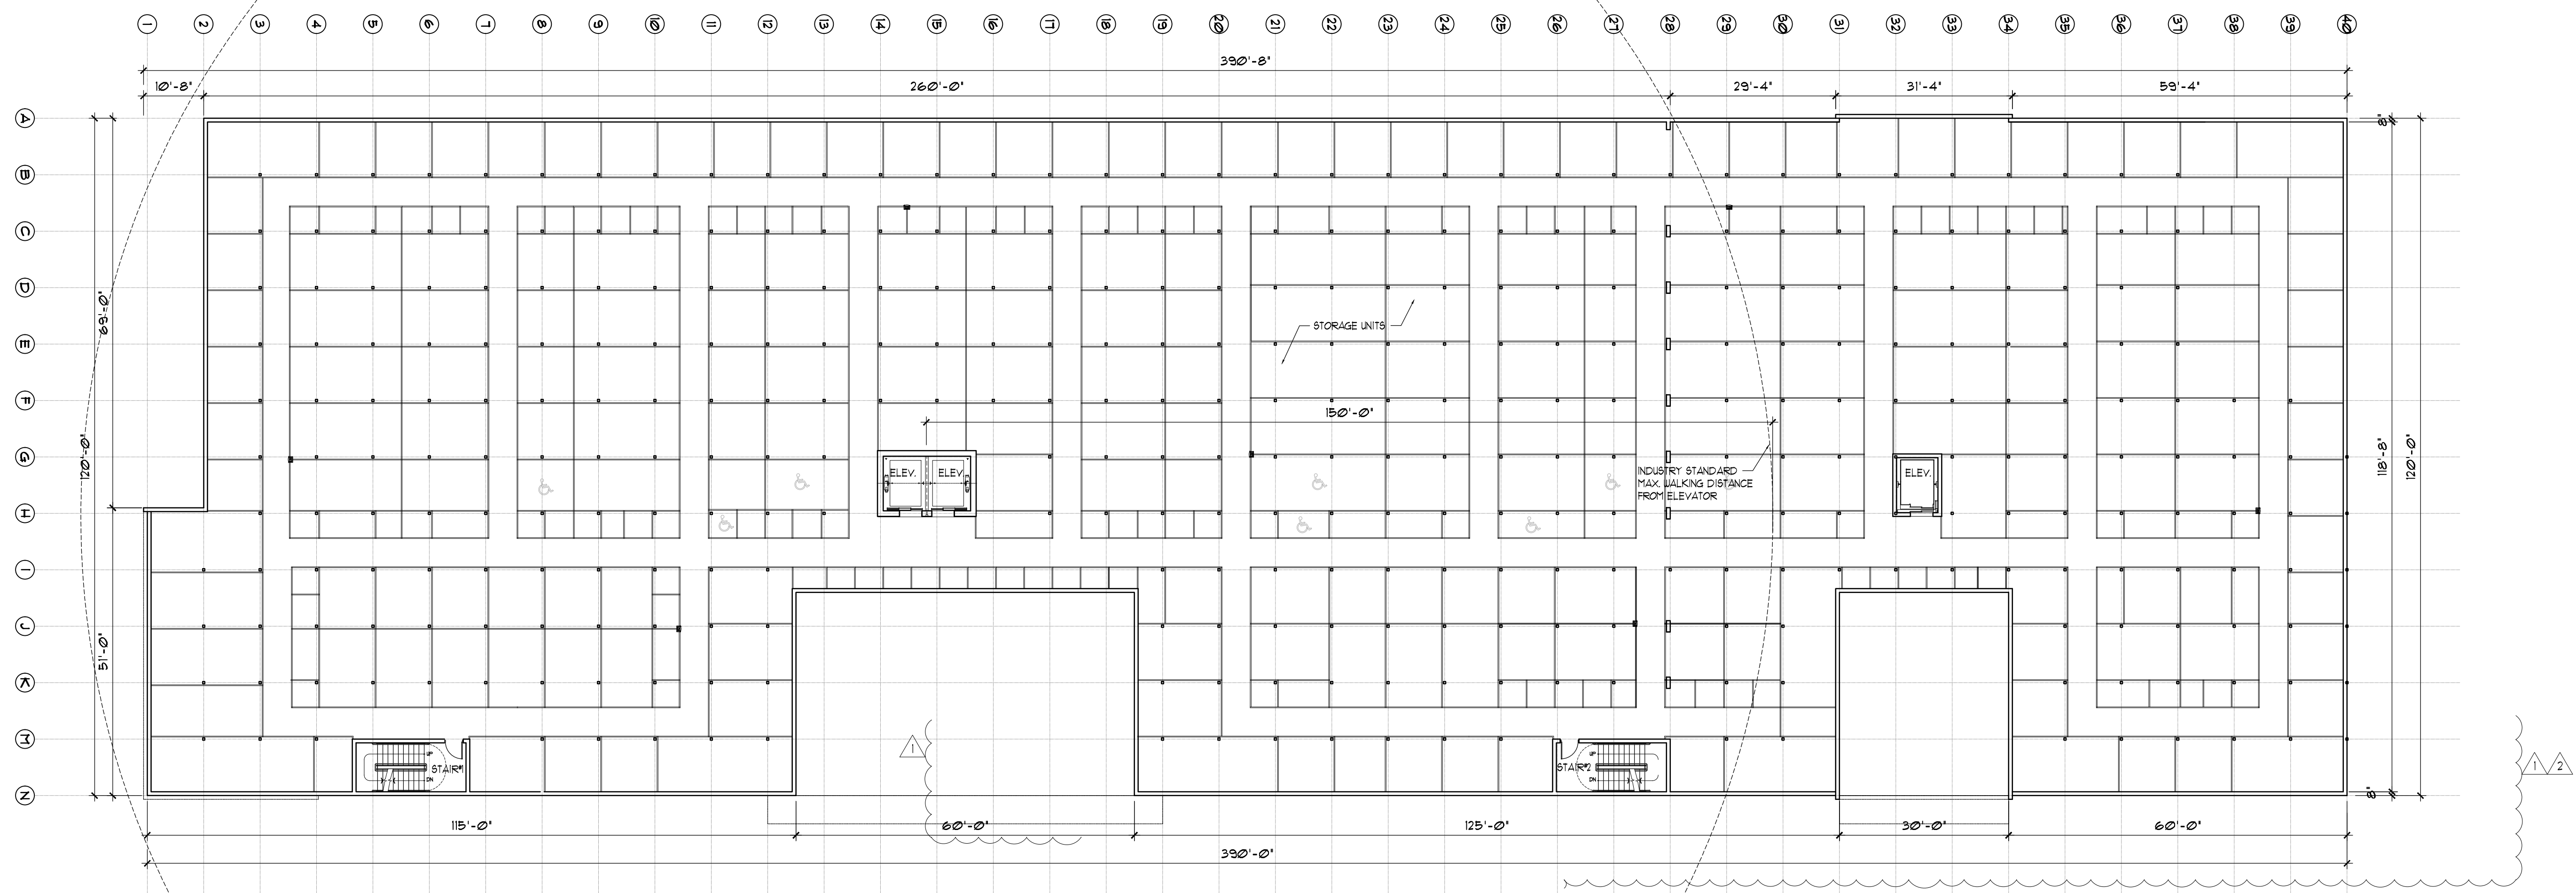 1 2 3 4 5 6 7 8 9 10 11 12 13 14 15 16 17 18 19 20 21 22 23 24 25 26 27 28 29 30 31 32 33 34 35 36 37 38 39 40
390'-8"
10'-8" 260'-0" 29'-4" 31'-4" 59'-4"
A
8"
B
C
D
69'-0"
STORAGE UNITS
E
F
150'-0"
120'-0"
G
ELEV. ELEV.
INDUSTRY STANDARD
MAX. WALKING DISTANCE
FROM ELEVATOR
ELEV.
118'-8"
120'-0"
H
I
J
51'-0"
K
M
1
UP
STAIR#1
DN
UP
STAIR#2
DN
1 2
N
8"
115'-0" 60'-0" 125'-0" 30'-0" 60'-0"
390'-0"